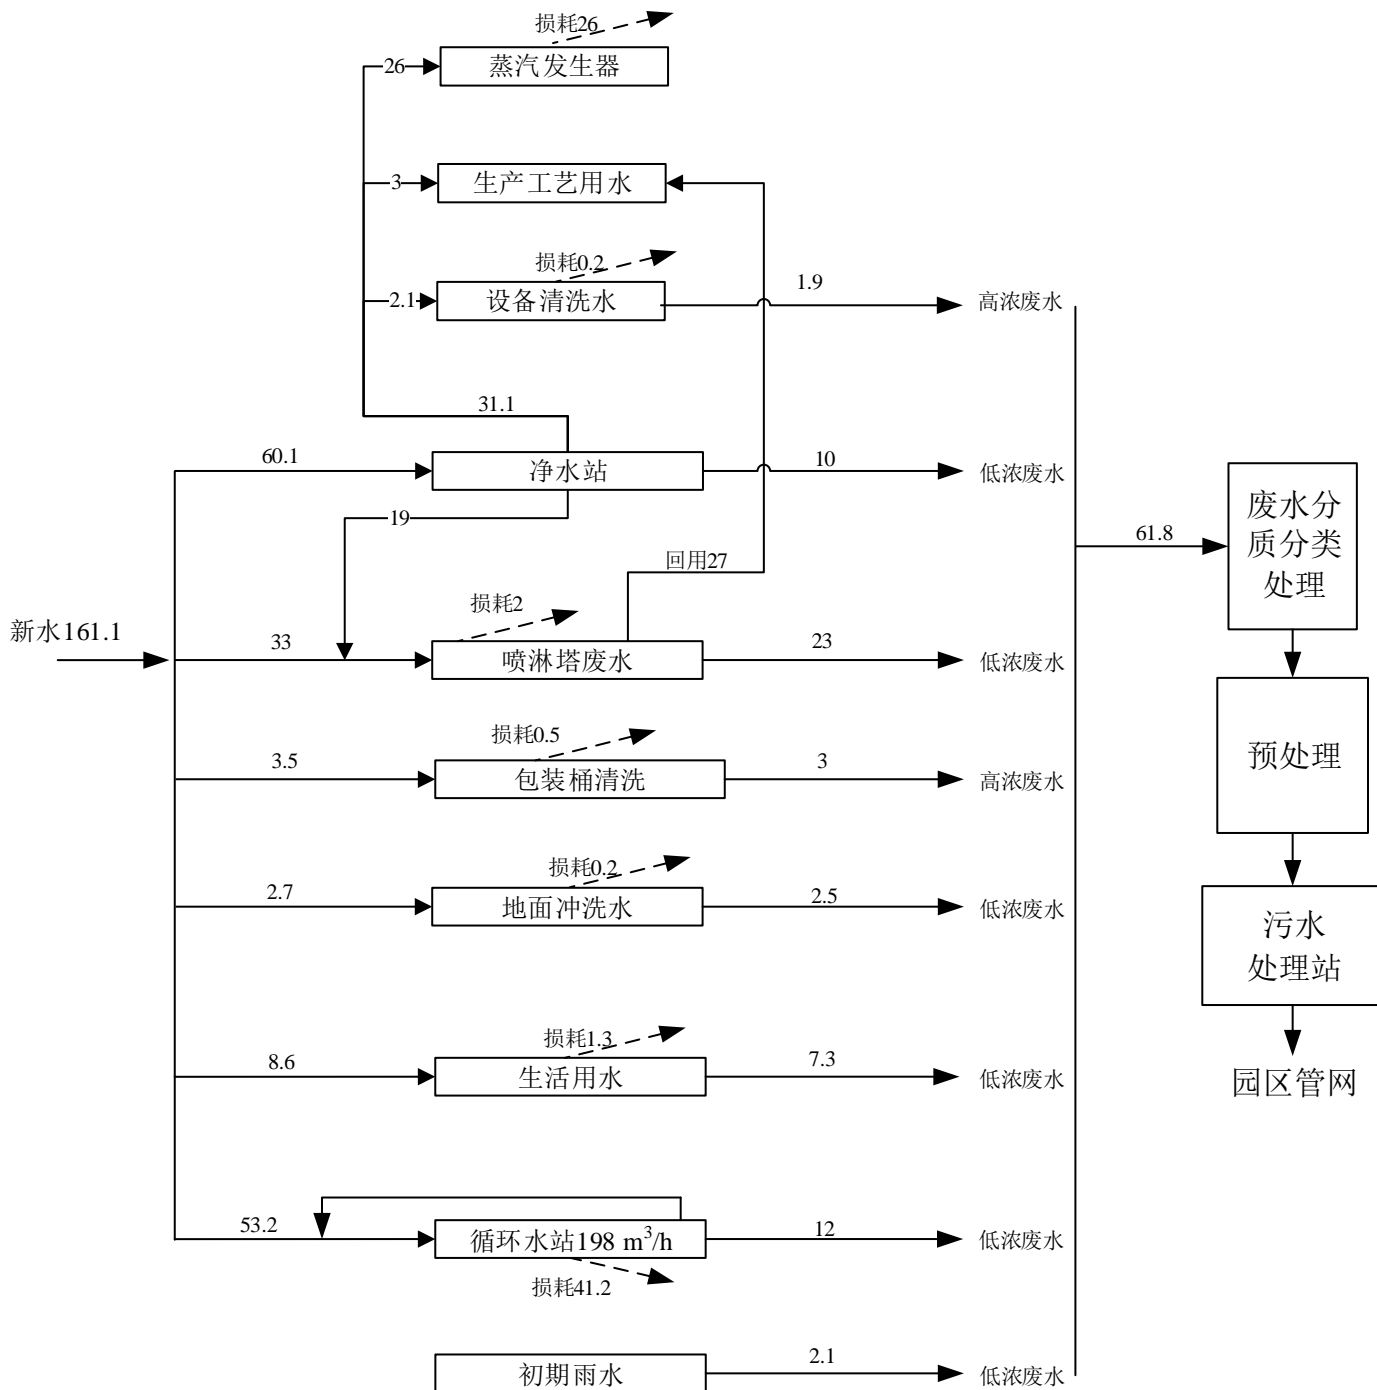 损耗26
26
蒸汽发生器
3
生产工艺用水
损耗0.2
2.1
设备清洗水
1.9
高浓废水
31.1
60.1
净水站
10
低浓废水
19
回用27
61.8
废水分
质分类
处理
新水161.1
损耗2
33
喷淋塔废水
23
低浓废水
预处理
损耗0.5
3.5
包装桶清洗
3
高浓废水
损耗0.2
2.7
地面冲洗水
2.5
低浓废水
污水
处理站
损耗1.3
8.6
生活用水
7.3
低浓废水
园区管网
53.2
循环水站198 m³/h
12
低浓废水
损耗41.2
初期雨水
2.1
低浓废水